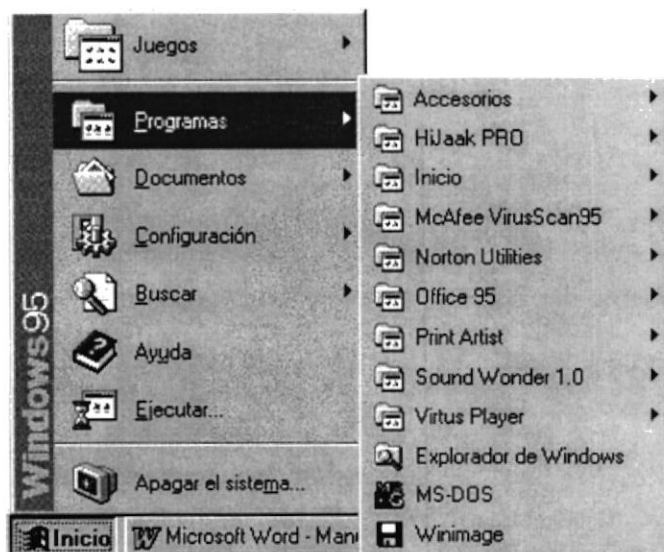 Juegos
Programas
Documentos
Configuración
Buscar
Ayuda
Ejecutar...
Apagar el sistema...
Windows95
Inicio
Microsoft Word - Man
Accesorios
HiJaak PRO
Inicio
McAfee VirusScan95
Norton Utilities
Office 95
Print Artist
Sound Wonder 1.0
Virtus Player
Explorador de Windows
MS-DOS
Winimage